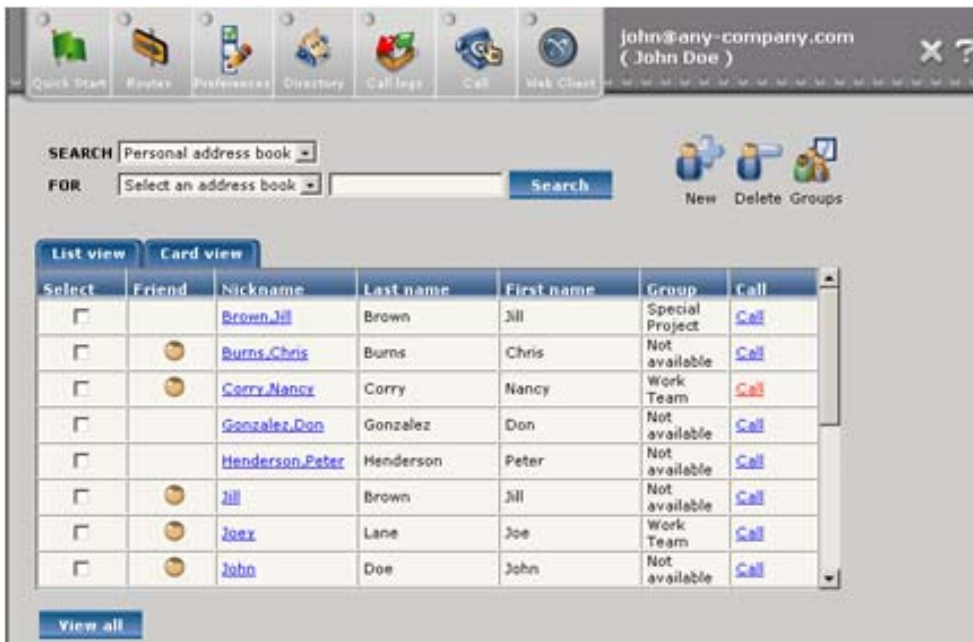 john@any-company.com
( John Doe )
Quick Start Routes Preferences Directory Call logs Call Web Client
SEARCH Personal address book
FOR Select an address book Search
New Delete Groups
List view Card view
Select Friend Nickname Last name First name Group Call
Brown,Jill Brown Jill Special Project Call
Burns,Chris Burns Chris Not available Call
Corry,Nancy Corry Nancy Work Team Call
Gonzalez,Don Gonzalez Don Not available Call
Henderson,Peter Henderson Peter Not available Call
Jill Brown Jill Not available Call
Joey Lane Joe Work Team Call
John Doe John Not available Call
View all